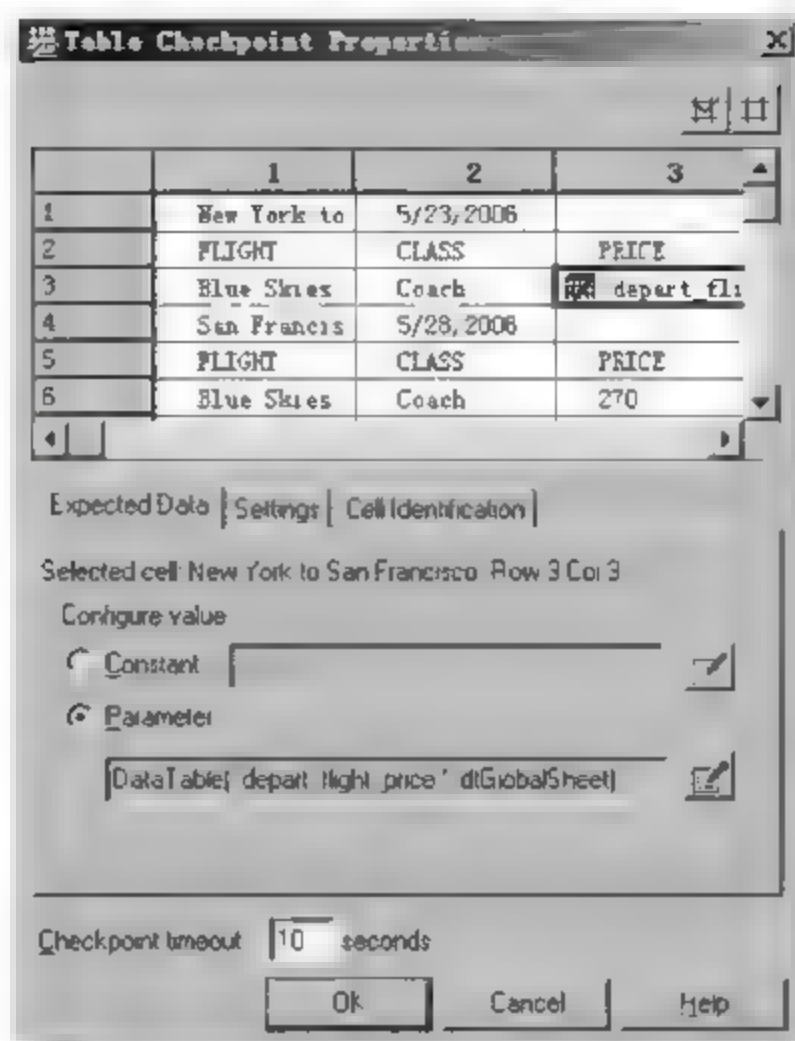 Table Checkpoint Properties
1 2 3
1 New York to 5/23/2006
2 FLIGHT CLASS PRICE
3 Blue Skies Coach depart_fli
4 San Francis 5/28/2006
5 FLIGHT CLASS PRICE
6 Blue Skies Coach 270
Expected Data Settings Cell Identification
Selected cell: New York to San Francisco Row 3 Col 3
Configure value
Constant
Parameter
DataTable("depart_flight_price", dtGlobalSheet)
Checkpoint timeout 10 seconds
OK Cancel Help